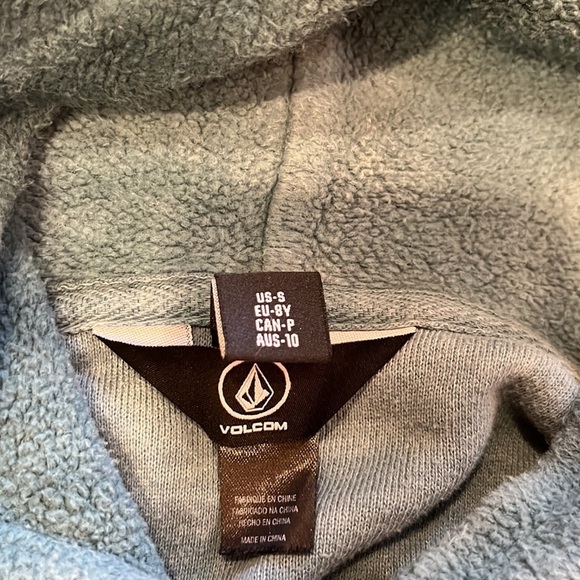 US-S
EU-8Y
CAN-P
AUS-10
VOLCOM
FABRIQUÉ EN CHINE
FABRICADO NA CHINA
HECHO EN CHINA
MADE IN CHINA